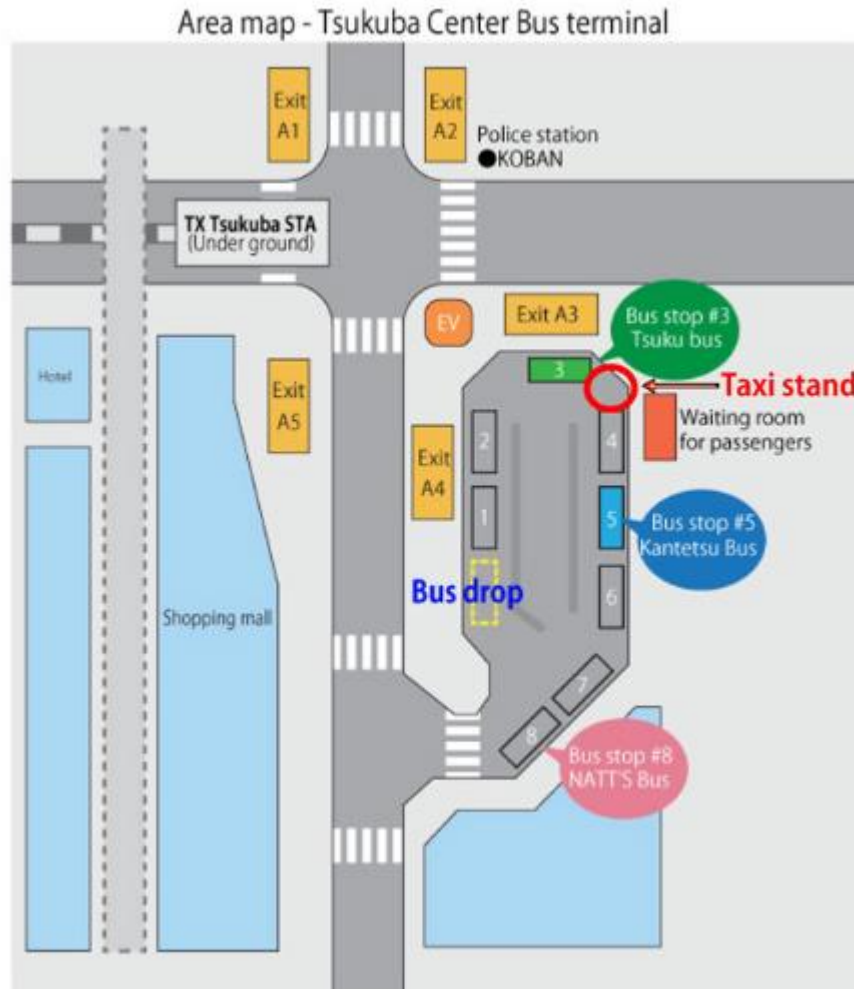 Area map - Tsukuba Center Bus terminal
Exit
A1
Exit
A2
Police station
●KOBAN
TX Tsukuba STA
(Under ground)
EV
Exit A3
Bus stop #3
Tsuku bus
3
Taxi stand
Hotel
Exit
A5
Waiting room
for passengers
2
4
Exit
A4
1
5
Bus stop #5
Kantetsu Bus
Bus drop
6
Shopping mall
7
8
Bus stop #8
NATT'S Bus